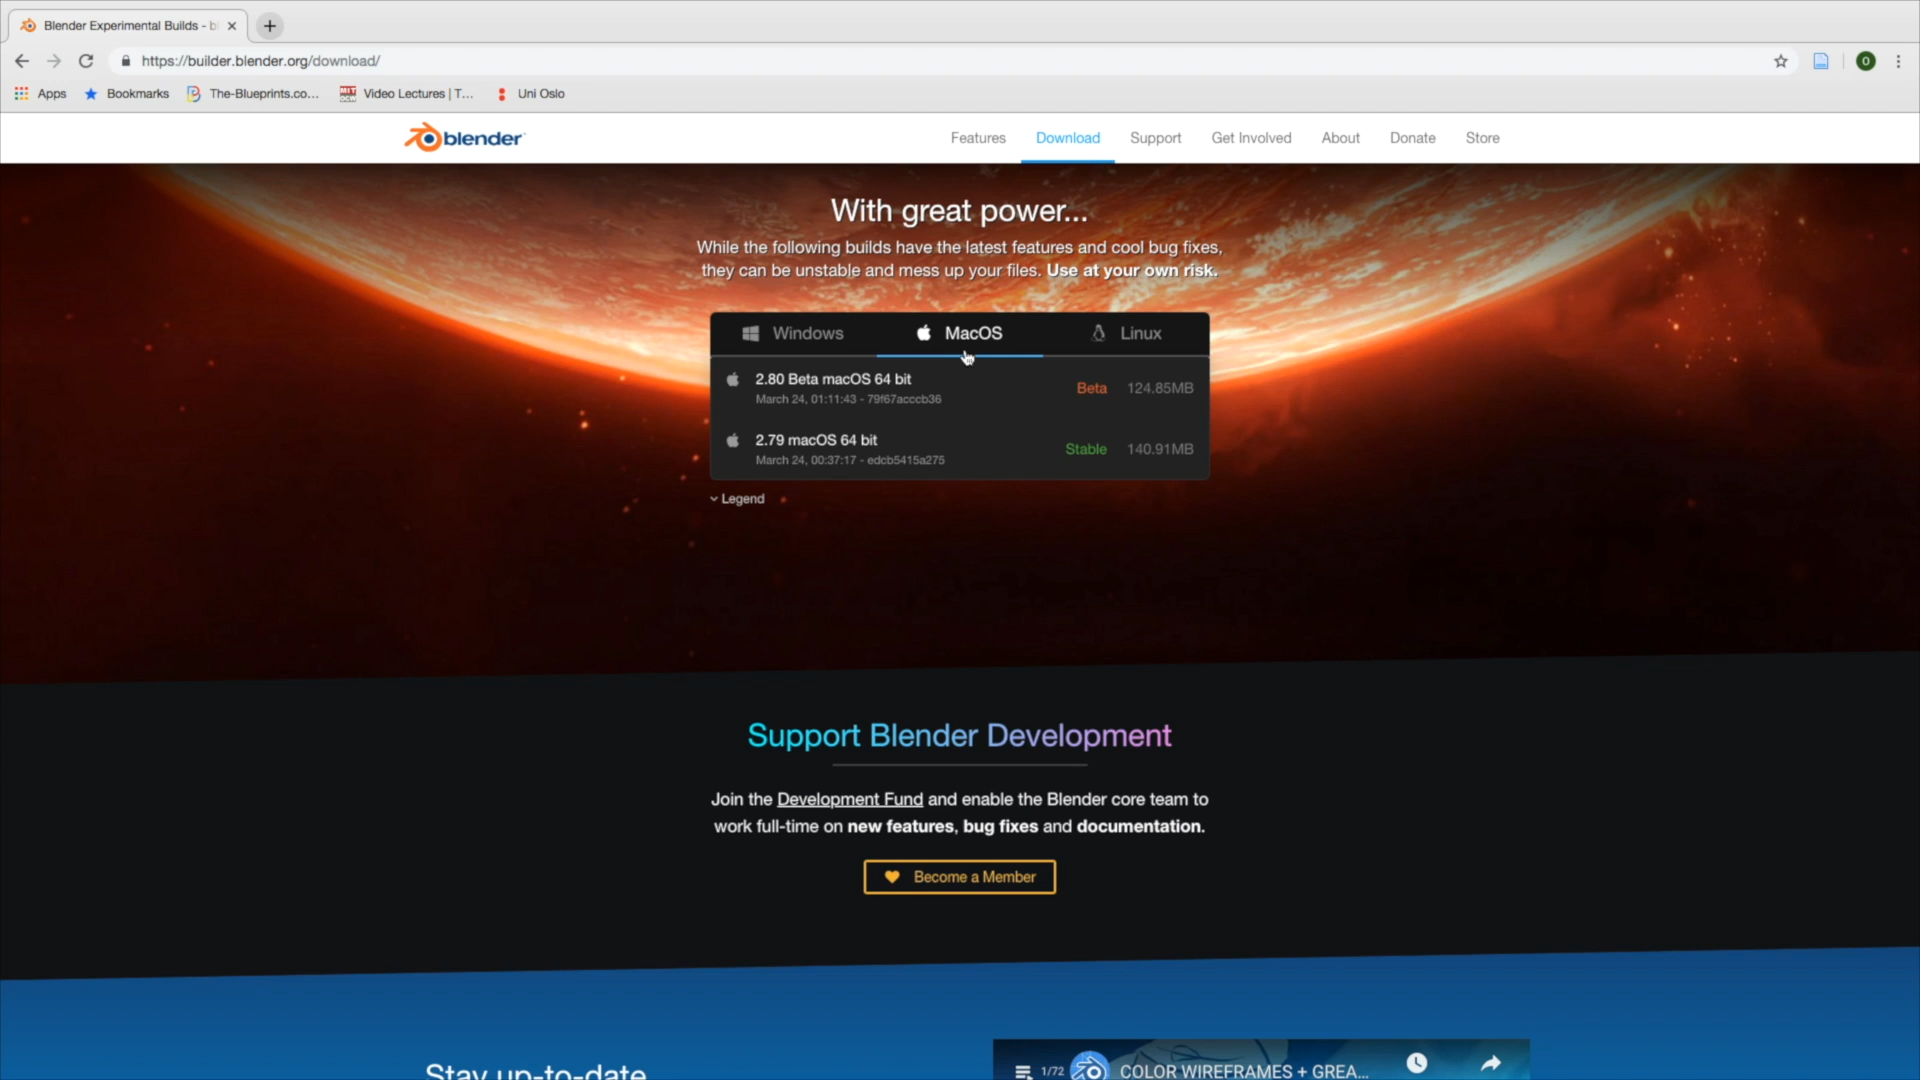 Blender Experimental Builds - b
https://builder.blender.org/download/
O
Apps
Bookmarks
The-Blueprints.co...
Video Lectures | T...
Uni Oslo
blender
Features
Download
Support
Get Involved
About
Donate
Store
With great power...
While the following builds have the latest features and cool bug fixes,
they can be unstable and mess up your files. Use at your own risk.
Windows
MacOS
Linux
2.80 Beta macOS 64 bit
Beta 124.85MB
March 24, 01:11:43 - 79f67acccb36
2.79 macOS 64 bit
Stable 140.91MB
March 24, 00:37:17 - edcb5415a275
Legend
Support Blender Development
Join the Development Fund and enable the Blender core team to
work full-time on new features, bug fixes and documentation.
Become a Member
Stay up-to-date
1/72
COLOR WIREFRAMES + GREA...